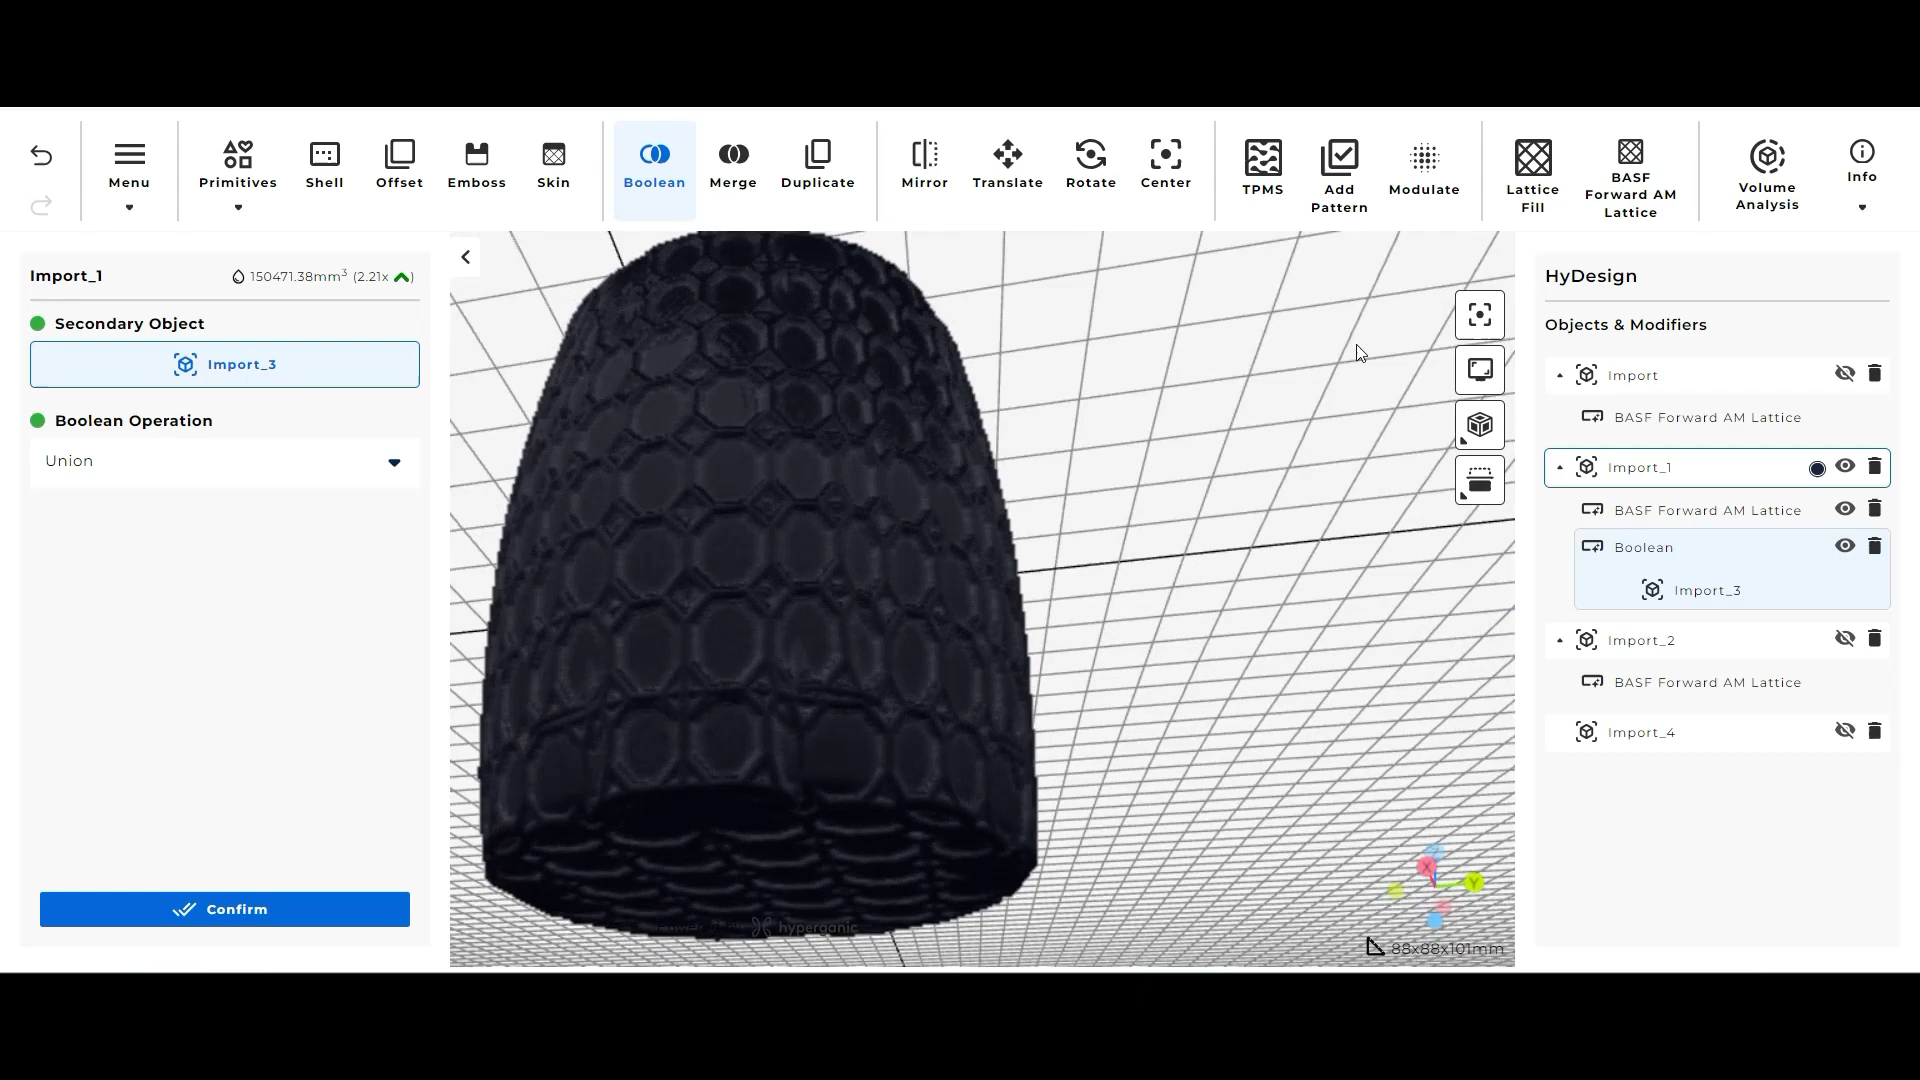 Menu
Primitives
Shell
Offset
Emboss
Skin
Boolean
Merge
Duplicate
Mirror
Translate
Rotate
Center
TPMS
Add
Pattern
Modulate
Lattice
Fill
BASF
Forward AM
Lattice
Volume
Analysis
Info
Import_1
150471.38mm³ (2.21x )
Secondary Object
Import_3
Boolean Operation
Union
Confirm
hyperganic
X
Y
88x88x101mm
HyDesign
Objects & Modifiers
Import
BASF Forward AM Lattice
Import_1
BASF Forward AM Lattice
Boolean
Import_3
Import_2
BASF Forward AM Lattice
Import_4